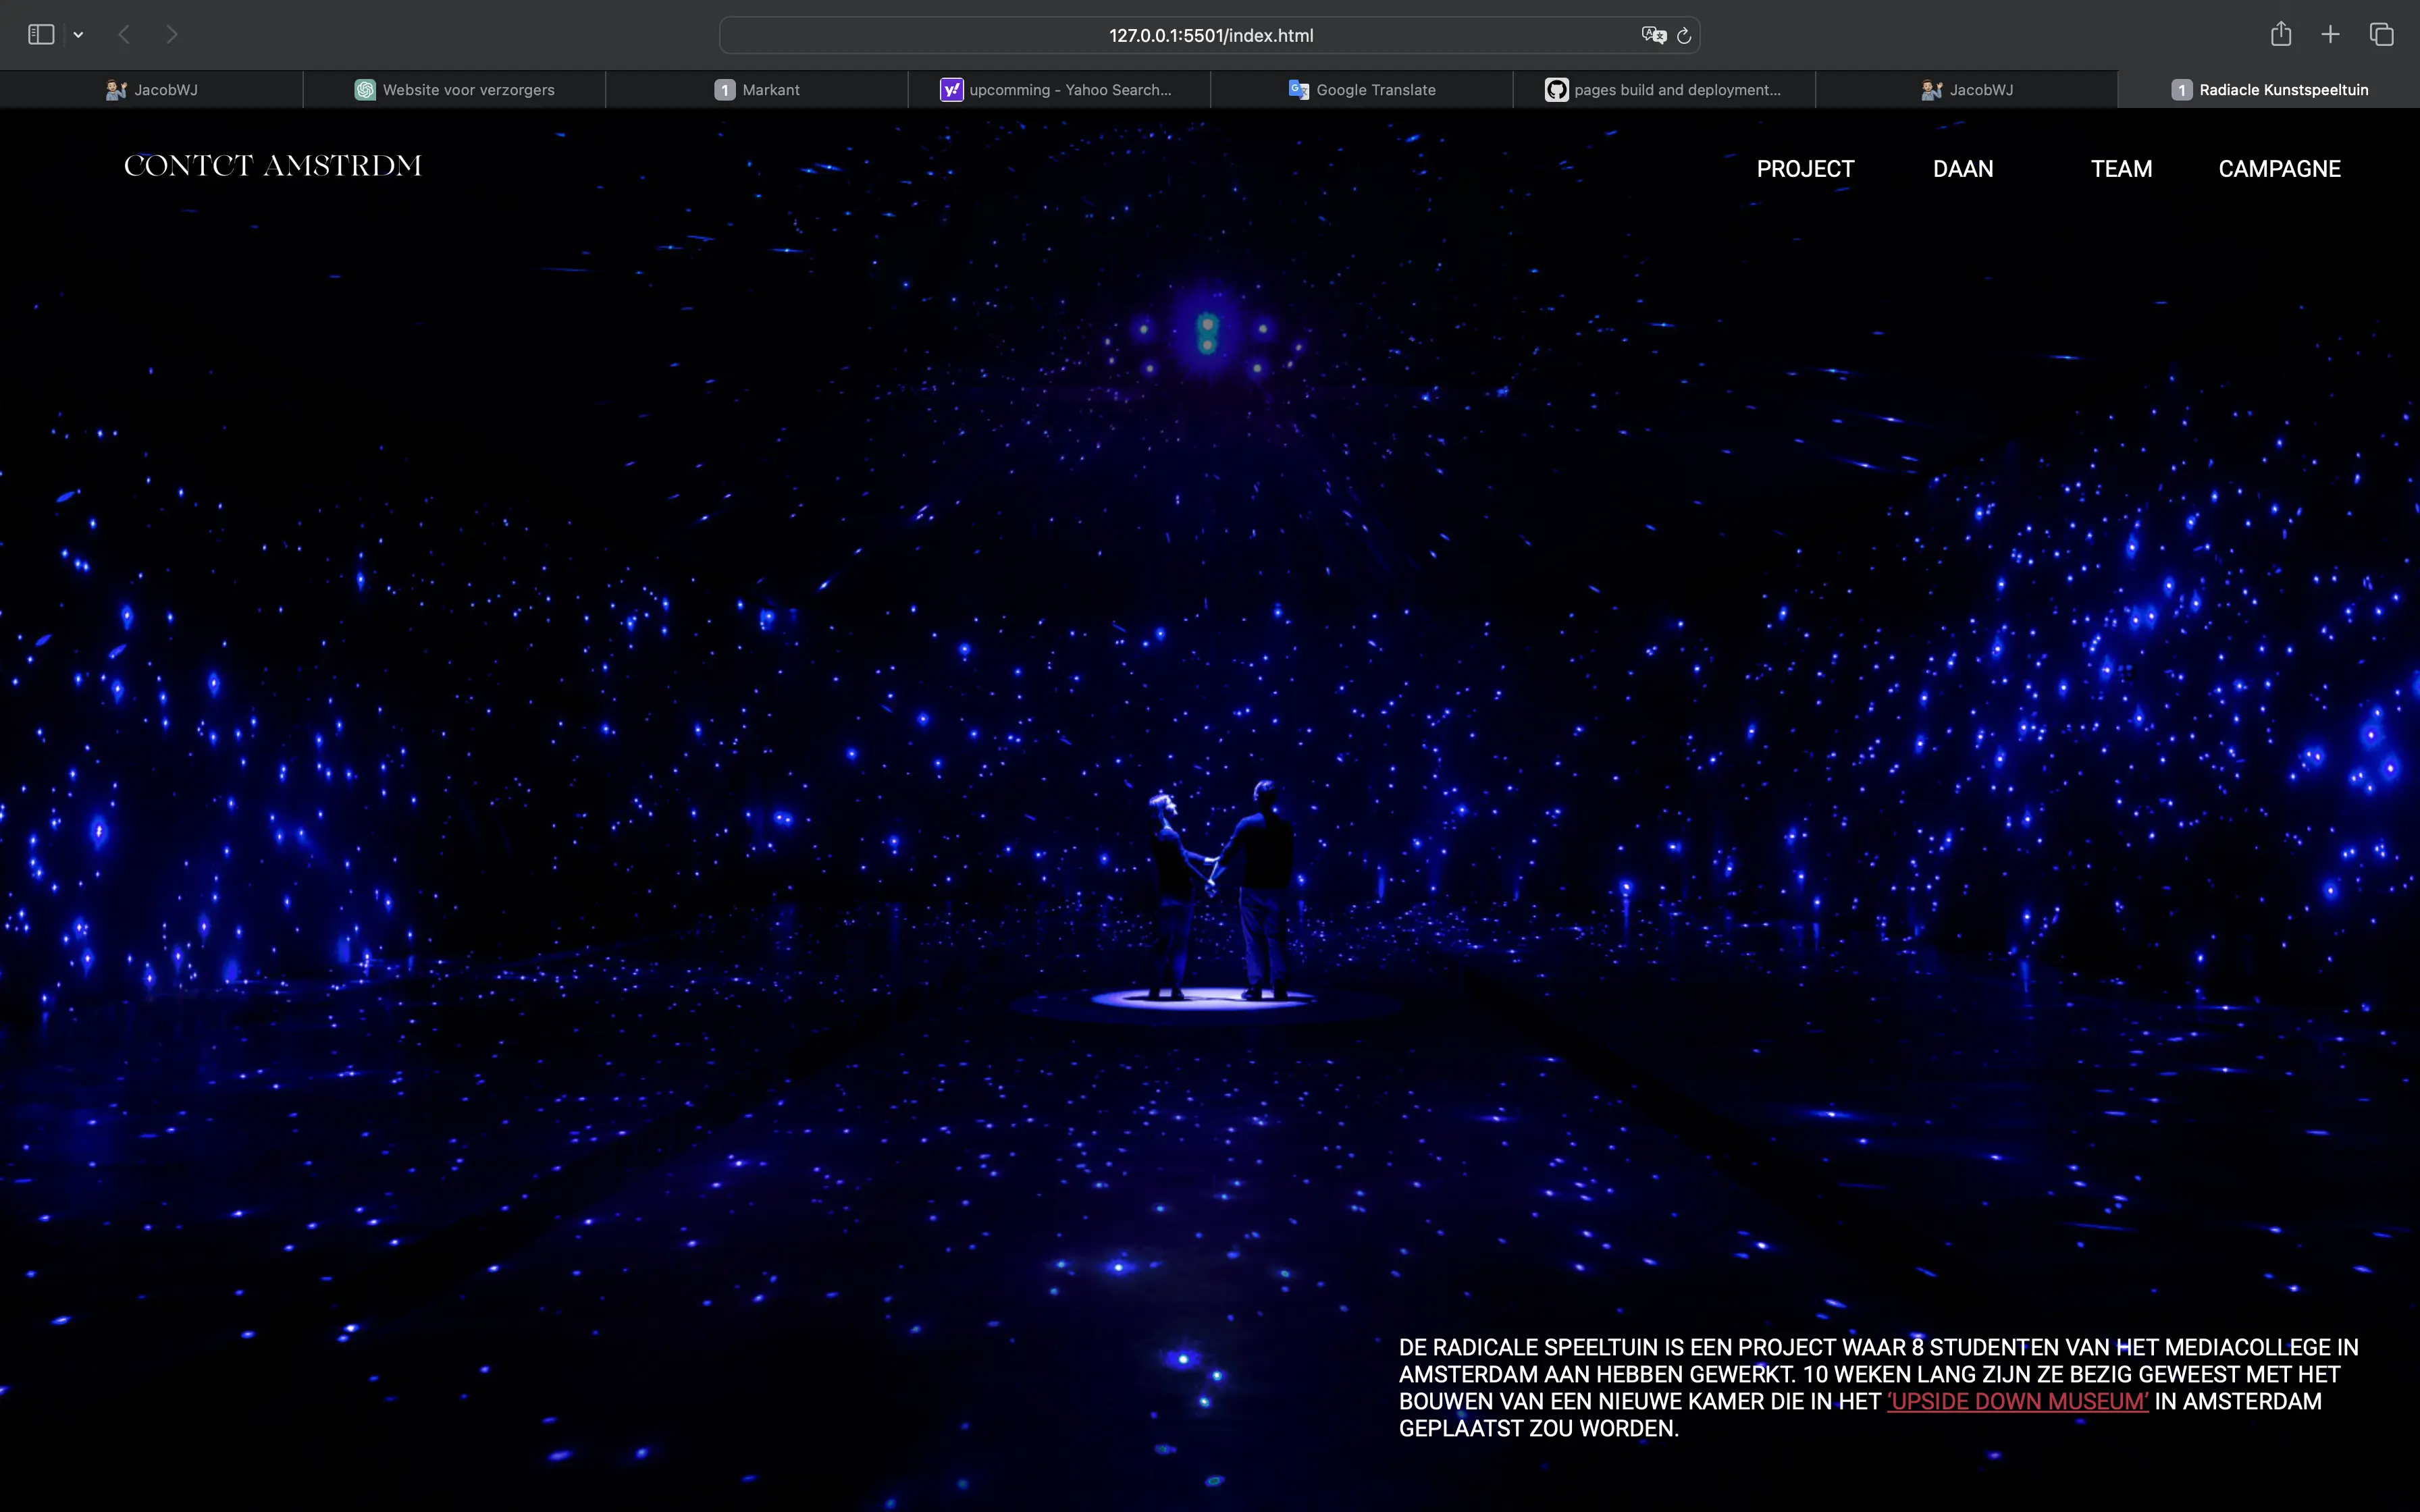 127.0.0.1:5501/index.html
JacobWJ
Website voor verzorgers
1 Markant
y! upcomming - Yahoo Search...
Google Translate
pages build and deployment...
JacobWJ
1 Radiacle Kunstspeeltuin
CONTCT AMSTRDM
PROJECT DAAN TEAM CAMPAGNE
DE RADICALE SPEELTUIN IS EEN PROJECT WAAR 8 STUDENTEN VAN HET MEDIACOLLEGE IN
AMSTERDAM AAN HEBBEN GEWERKT. 10 WEKEN LANG ZIJN ZE BEZIG GEWEEST MET HET
BOUWEN VAN EEN NIEUWE KAMER DIE IN HET ‘UPSIDE DOWN MUSEUM’ IN AMSTERDAM
GEPLAATST ZOU WORDEN.